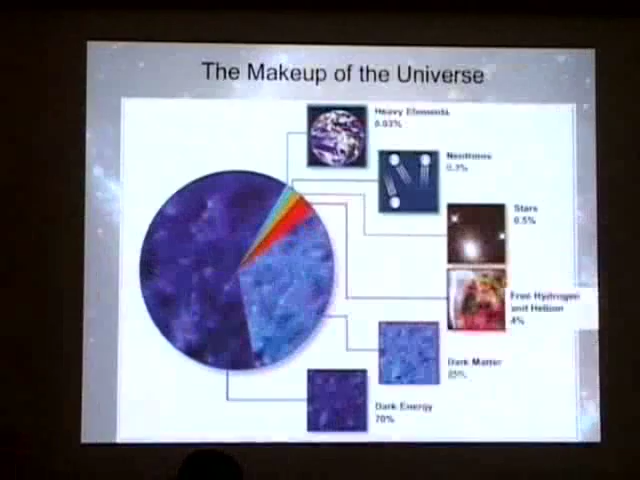 The Makeup of the Universe
Heavy Elements
0.03%
Neutrinos
0.3%
Stars
0.5%
Free Hydrogen
and Helium
4%
Dark Matter
25%
Dark Energy
70%